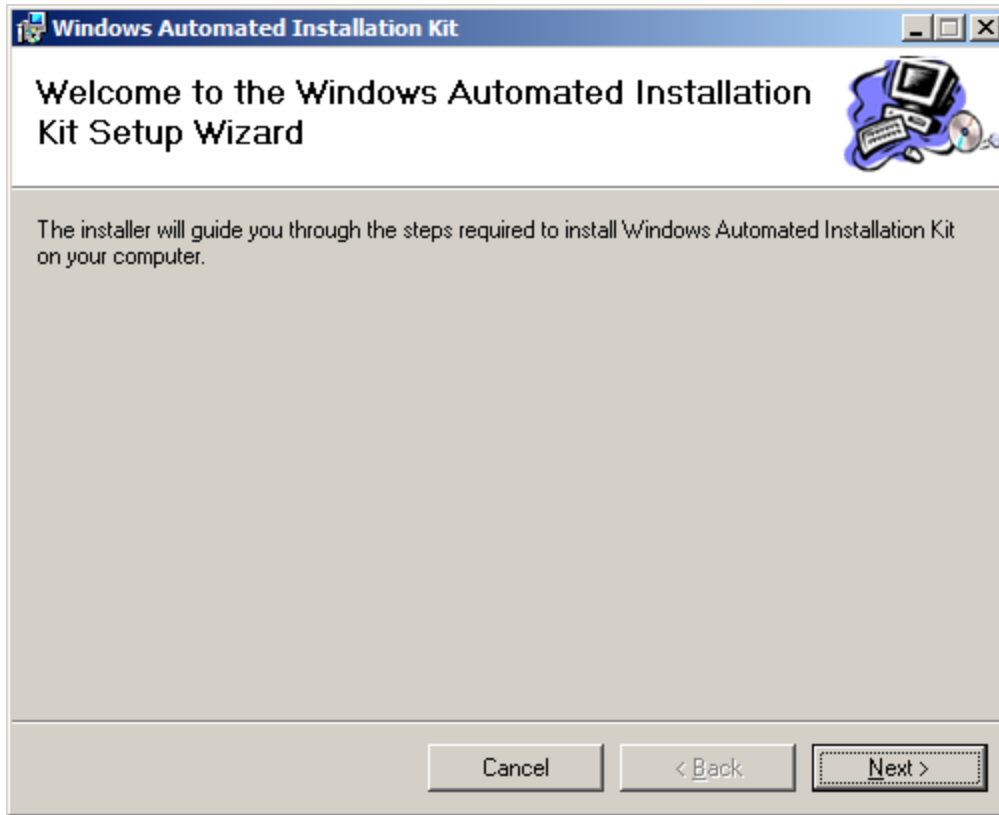 Windows Automated Installation Kit
Welcome to the Windows Automated Installation
Kit Setup Wizard
The installer will guide you through the steps required to install Windows Automated Installation Kit
on your computer.
Cancel
< Back
Next >